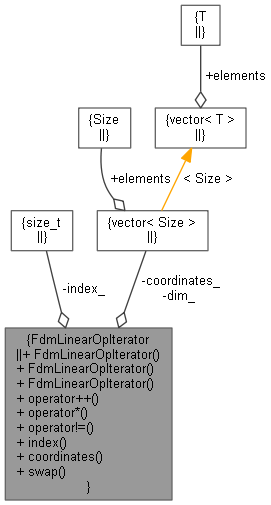 {T
||}
+elements
{Size
||}
{vector< T >
||}
+elements
< Size >
{size_t
||}
{vector< Size >
||}
-index_
-coordinates_
-dim_
{FdmLinearOpIterator
||+ FdmLinearOpIterator()
+ FdmLinearOpIterator()
+ FdmLinearOpIterator()
+ operator++()
+ operator*()
+ operator!=()
+ index()
+ coordinates()
+ swap()
}